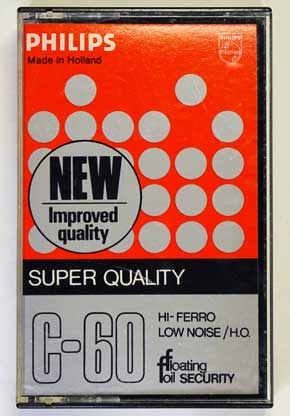 PHILIPS
PHILIPS
Made in Holland
NEW
Improved
quality
SUPER QUALITY
C-60
HI-FERRO
LOW NOISE/H.O.
floating
foil SECURITY